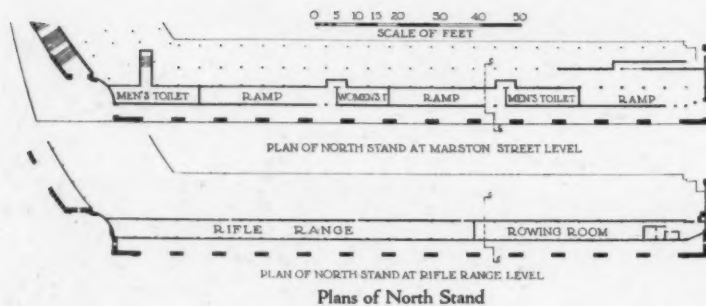 0 5 10 15 20 30 40 50
SCALE OF FEET
MEN'S TOILET RAMP WOMEN'S T RAMP MEN'S TOILET RAMP
PLAN OF NORTH STAND AT MARSTON STREET LEVEL
RIFLE RANGE ROWING ROOM
PLAN OF NORTH STAND AT RIFLE RANGE LEVEL
Plans of North Stand